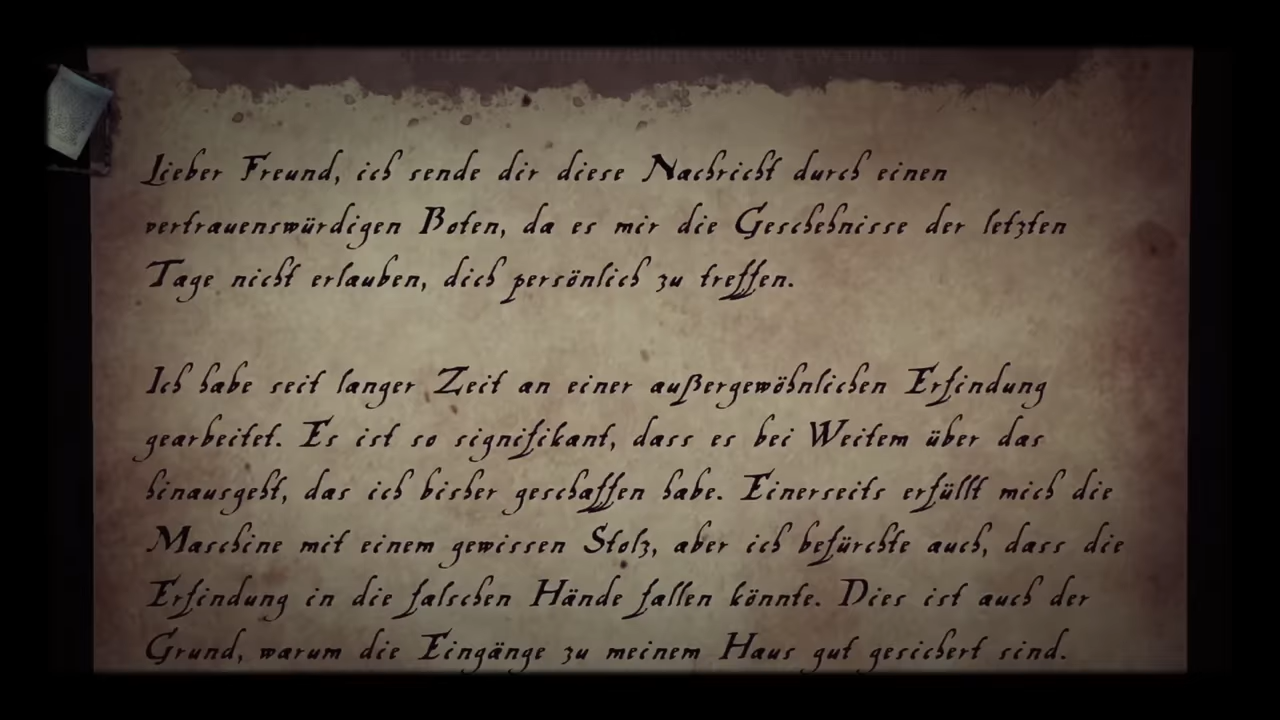 Lieber Freund, ich sende dir diese Nachricht durch einen
vertrauenswürdigen Boten, da es mir die Geschehnisse der letzten
Tage nicht erlauben, dich persönlich zu treffen.
Ich habe seit langer Zeit an einer außergewöhnlichen Erfindung
gearbeitet. Es ist so signifikant, dass es bei Weitem über das
hinausgeht, das ich bisher geschaffen habe. Einerseits erfüllt mich die
Maschine mit einem gewissen Stolz, aber ich befürchte auch, dass die
Erfindung in die falschen Hände fallen könnte. Dies ist auch der
Grund, warum die Eingänge zu meinem Haus gut gesichert sind.